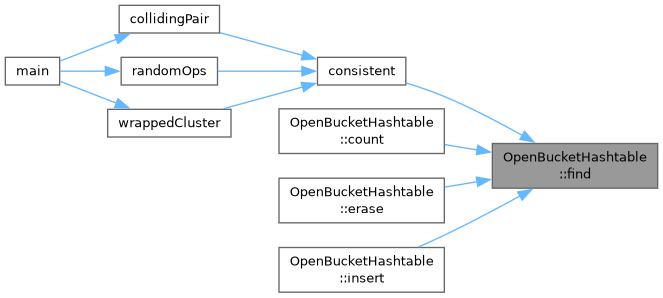 collidingPair
main
randomOps
consistent
wrappedCluster
OpenBucketHashtable
::count
OpenBucketHashtable
::find
OpenBucketHashtable
::erase
OpenBucketHashtable
::insert